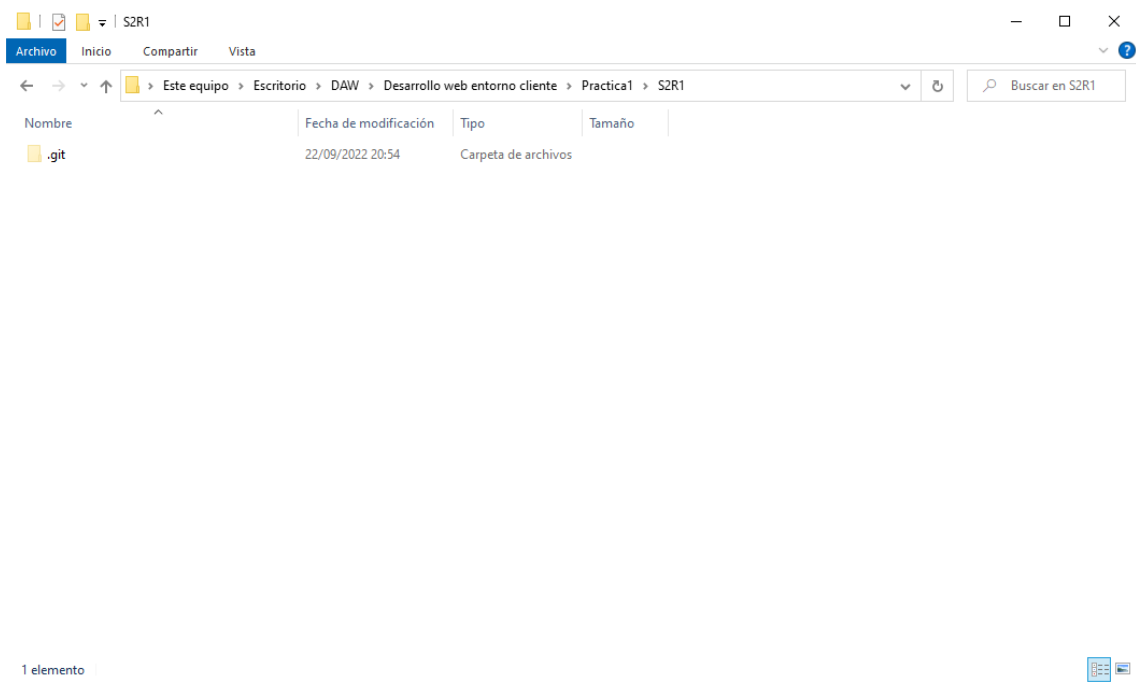 S2R1
Archivo Inicio Compartir Vista
Este equipo > Escritorio > DAW > Desarrollo web entorno cliente > Practica1 > S2R1 Buscar en S2R1
Nombre Fecha de modificación Tipo Tamaño
.git 22/09/2022 20:54 Carpeta de archivos
1 elemento